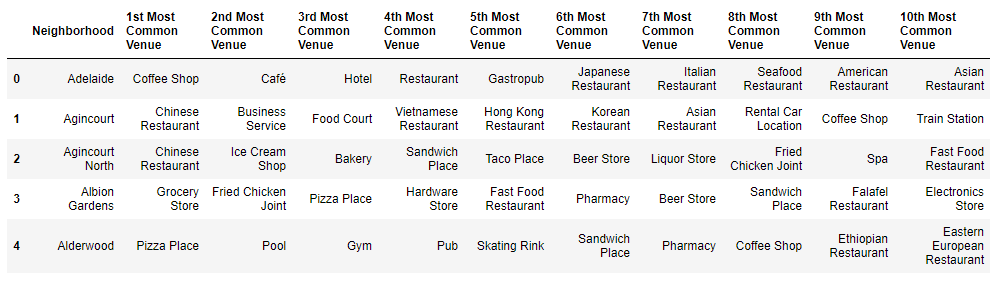 Neighborhood 1st Most Common Venue 2nd Most Common Venue 3rd Most Common Venue 4th Most Common Venue 5th Most Common Venue 6th Most Common Venue 7th Most Common Venue 8th Most Common Venue 9th Most Common Venue 10th Most Common Venue
0 Adelaide Coffee Shop Café Hotel Restaurant Gastropub Japanese Restaurant Italian Restaurant Seafood Restaurant American Restaurant Asian Restaurant
1 Agincourt Chinese Restaurant Business Service Food Court Vietnamese Restaurant Hong Kong Restaurant Korean Restaurant Asian Restaurant Rental Car Location Coffee Shop Train Station
2 Agincourt North Chinese Restaurant Ice Cream Shop Bakery Sandwich Place Taco Place Beer Store Liquor Store Fried Chicken Joint Spa Fast Food Restaurant
3 Albion Gardens Grocery Store Fried Chicken Joint Pizza Place Hardware Store Fast Food Restaurant Pharmacy Beer Store Sandwich Place Falafel Restaurant Electronics Store
4 Alderwood Pizza Place Pool Gym Pub Skating Rink Sandwich Place Pharmacy Coffee Shop Ethiopian Restaurant Eastern European Restaurant